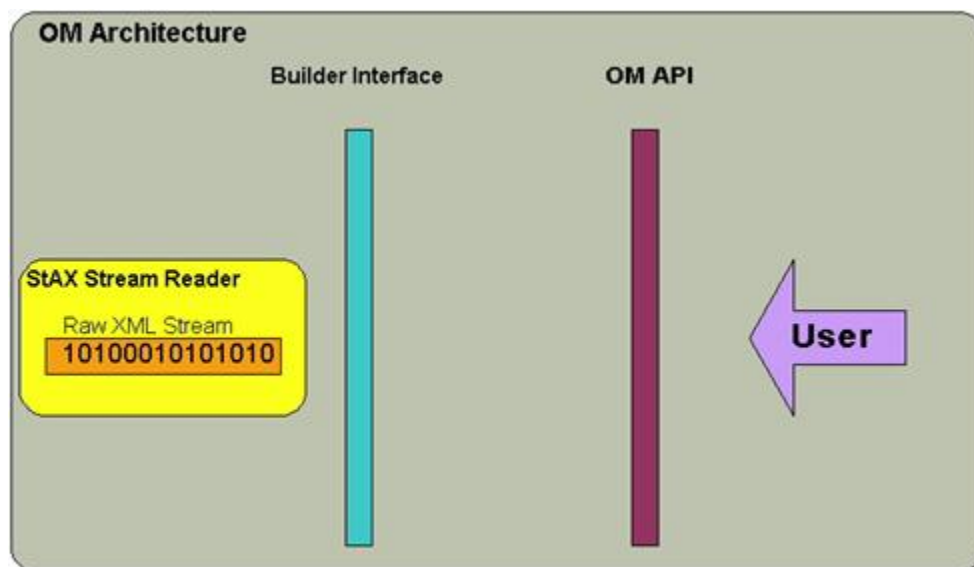 OM Architecture
Builder Interface
OM API
StAX Stream Reader
Raw XML Stream
10100010101010
User